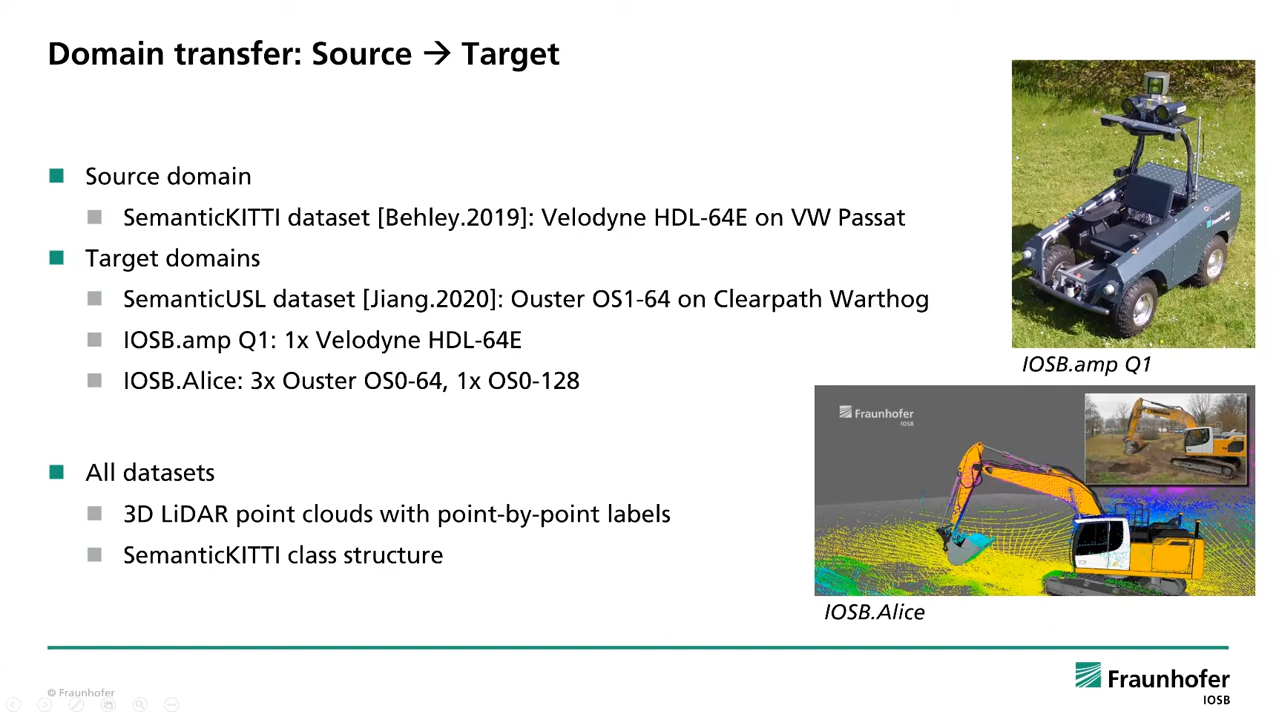 Domain transfer: Source → Target
Source domain
SemanticKITTI dataset [Behley.2019]: Velodyne HDL-64E on VW Passat
Target domains
SemanticUSL dataset [Jiang.2020]: Ouster OS1-64 on Clearpath Warthog
IOSB.amp Q1: 1x Velodyne HDL-64E
IOSB.Alice: 3x Ouster OS0-64, 1x OS0-128
All datasets
3D LiDAR point clouds with point-by-point labels
SemanticKITTI class structure
IOSB.amp Q1
Fraunhofer
IOSB
IOSB.Alice
© Fraunhofer
Fraunhofer
IOSB